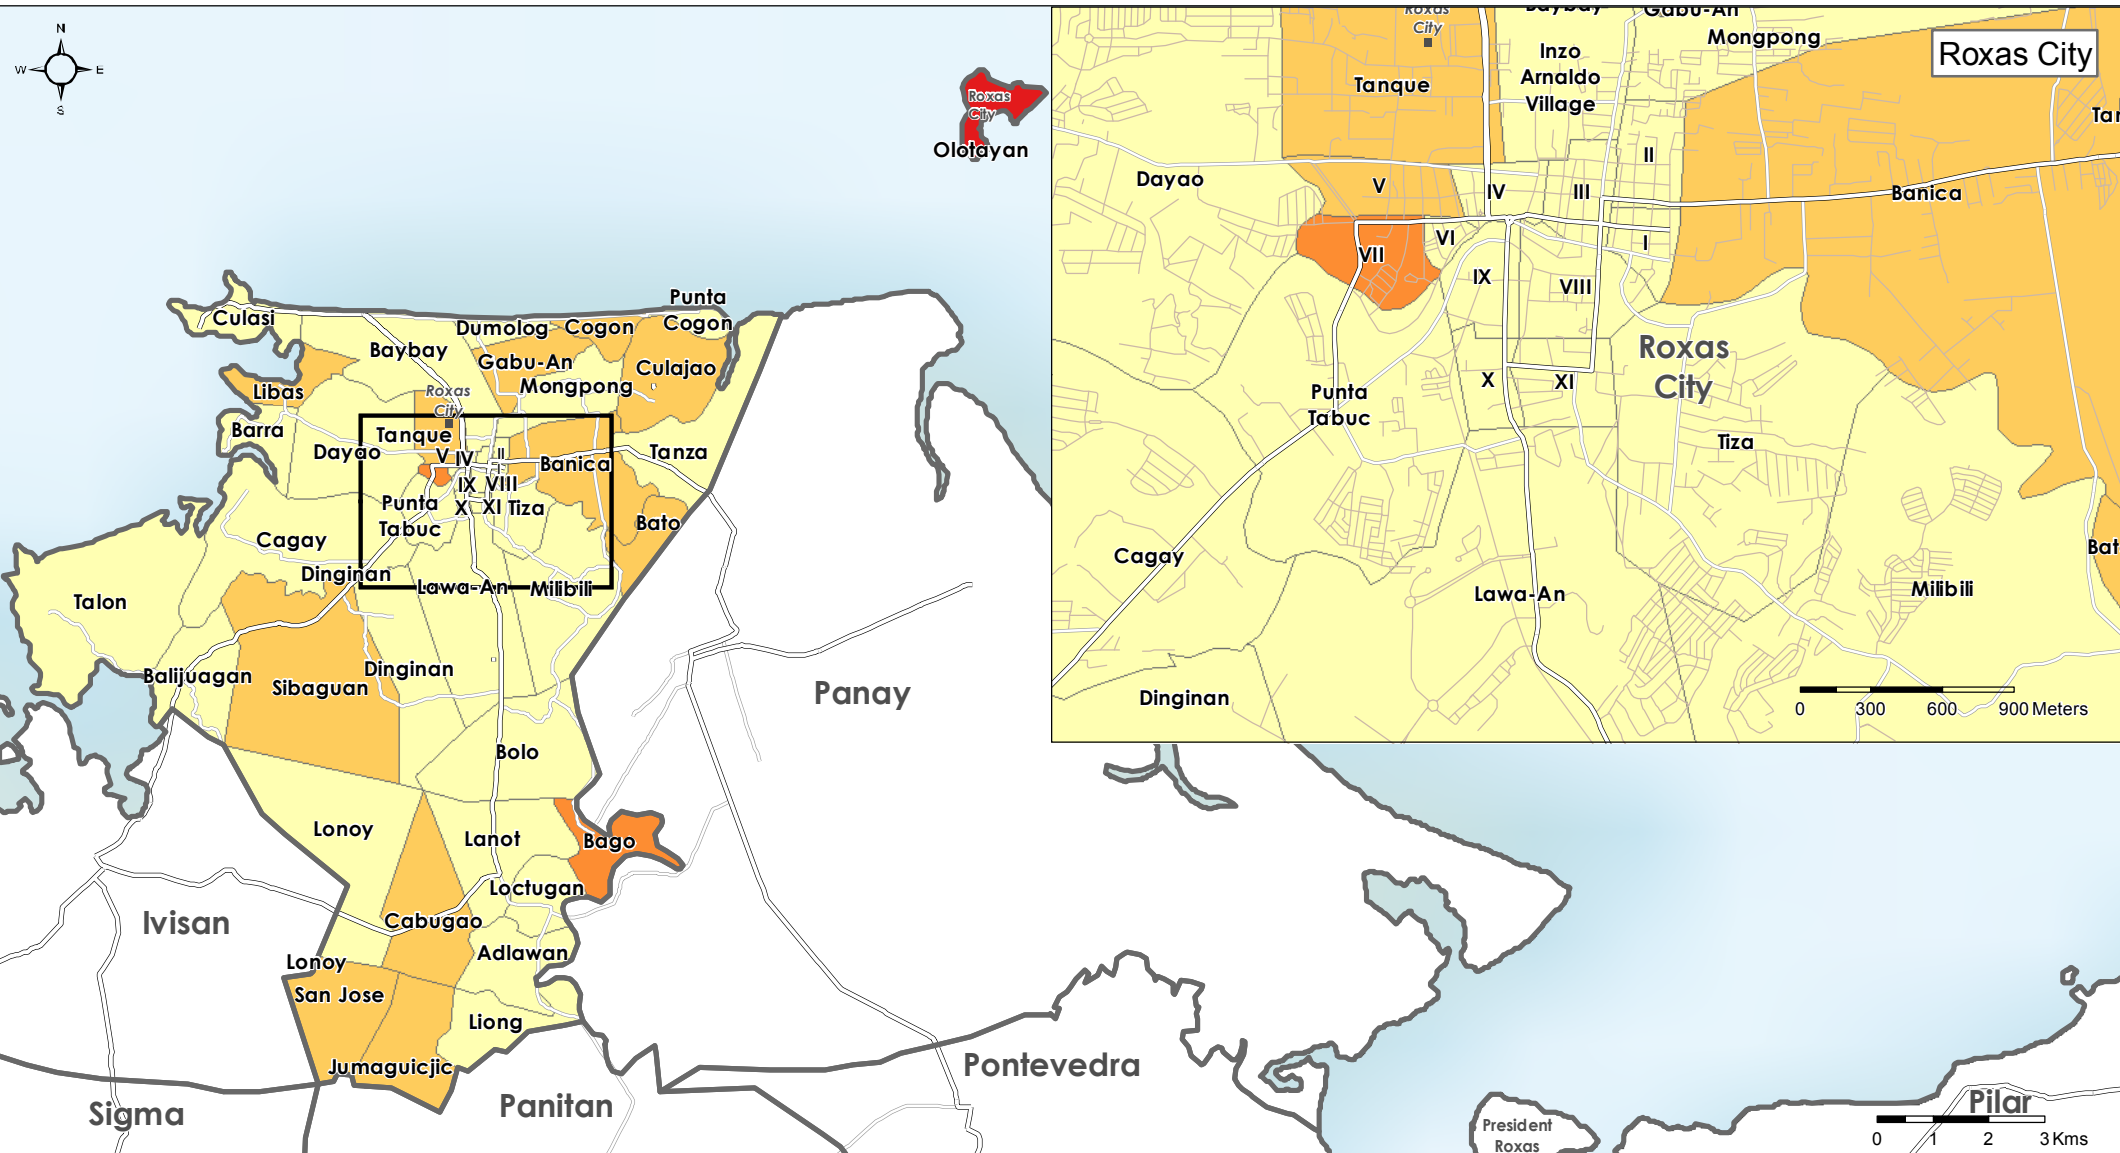 N
W E
S
Roxas
City
Olotayan
Culasi
Punta
Cogon
Dumolog
Cogon
Baybay
Gabu-An
Culajao
Mongpong
Libas
Roxas
City
Barra
Tanque
Dayao
V
IV
II
Banica
Tanza
IX
VIII
Punta
Tabuc
X
XI
Tiza
Bato
Cagay
Dinginan
Lawa-An
Milibili
Talon
Balijuagan
Sibaguan
Dinginan
Panay
Bolo
Lonoy
Lanot
Bago
Loctugan
Ivisan
Cabugao
Adlawan
Lonoy
San Jose
Liong
Jumaguicjic
Sigma
Panitan
Pontevedra
President
Roxas
Pilar
0 1 2 3 Kms
Roxas City
Roxas
City
Baybay
Gabu-An
Mongpong
Inzo
Arnaldo
Village
Tanque
Tan
II
Dayao
V
IV
III
Banica
VI
I
VII
IX
VIII
Roxas
City
X
XI
Punta
Tabuc
Tiza
Cagay
Bat
Lawa-An
Milibili
Dinginan
0 300 600 900 Meters